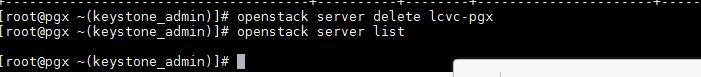 [root@pgx ~(keystone_admin)]# openstack server delete lcvc-pgx
[root@pgx ~(keystone_admin)]# openstack server list
[root@pgx ~(keystone_admin)]#